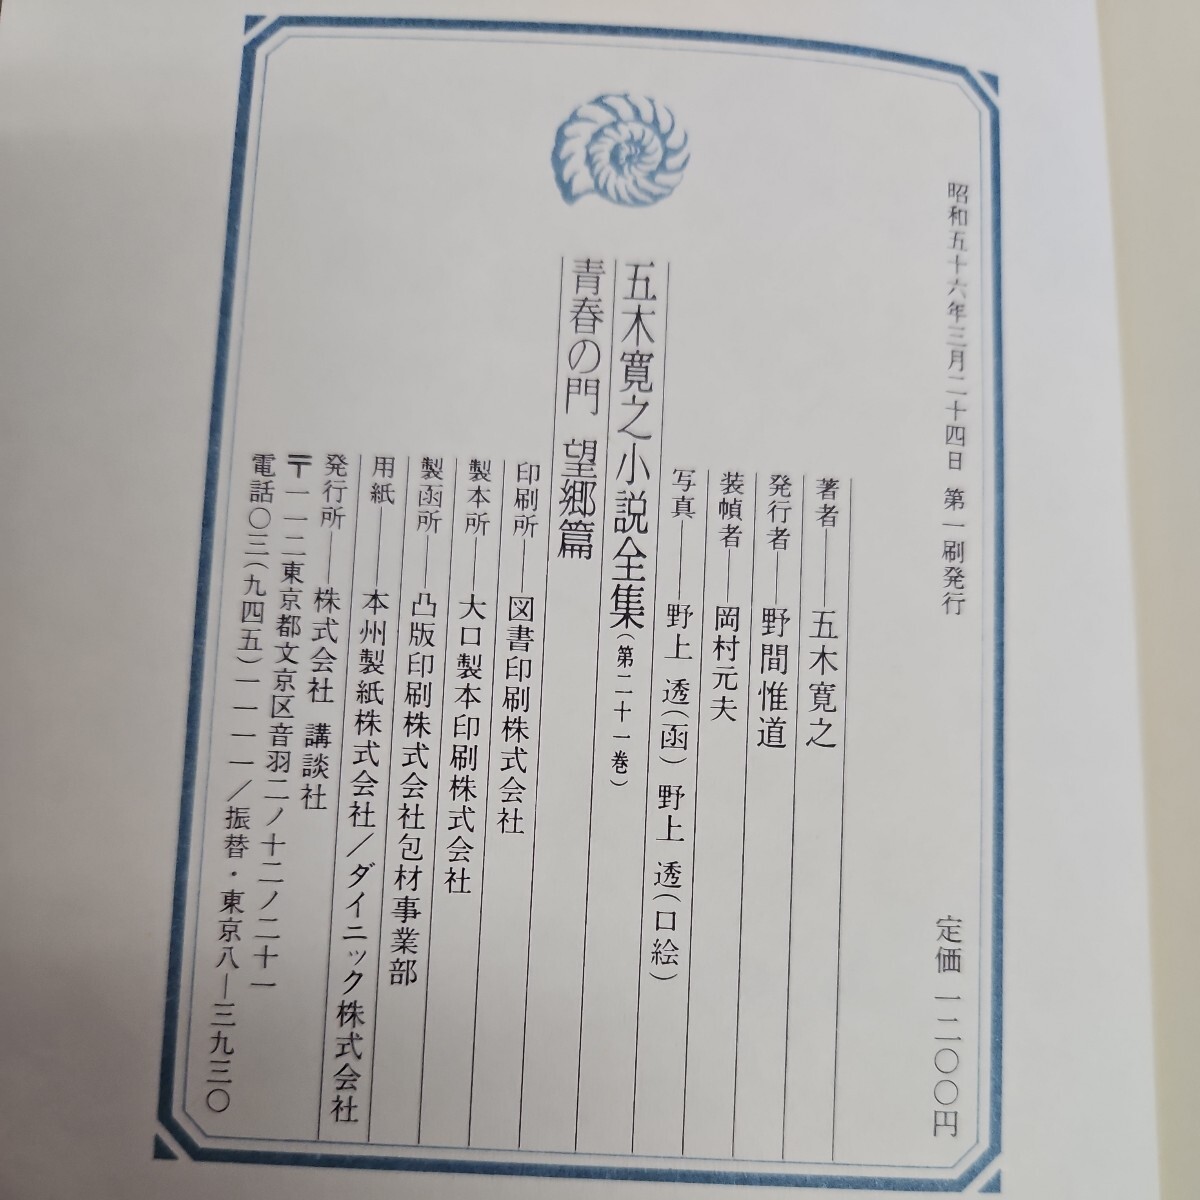 昭和五十六年三月二十四日 第一刷発行
定価 一二〇〇円
著者――五木寛之
発行者――野間惟道
装幀者――岡村元夫
写真――野上 透(函) 野上 透(口絵)
五木寛之小説全集(第二十一巻)
青春の門 望郷篇
印刷所――図書印刷株式会社
製本所――大口製本印刷株式会社
製函所――凸版印刷株式会社包材事業部
用紙――本州製紙株式会社/ダイニック株式会社
発行所――株式会社 講談社
〒一一二東京都文京区音羽二ノ十二ノ二十一
電話〇三(九四五)一一一一/振替・東京八―三九三〇